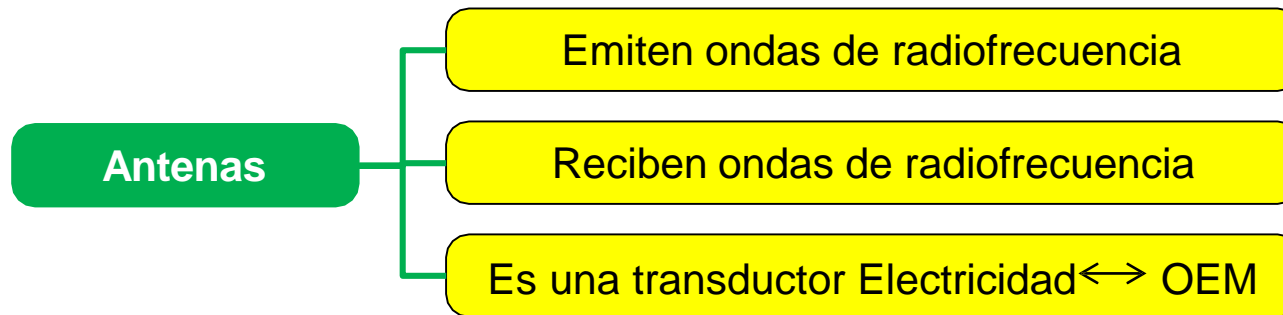 Emiten ondas de radiofrecuencia
Antenas
Reciben ondas de radiofrecuencia
Es una transductor Electricidad↔ OEM